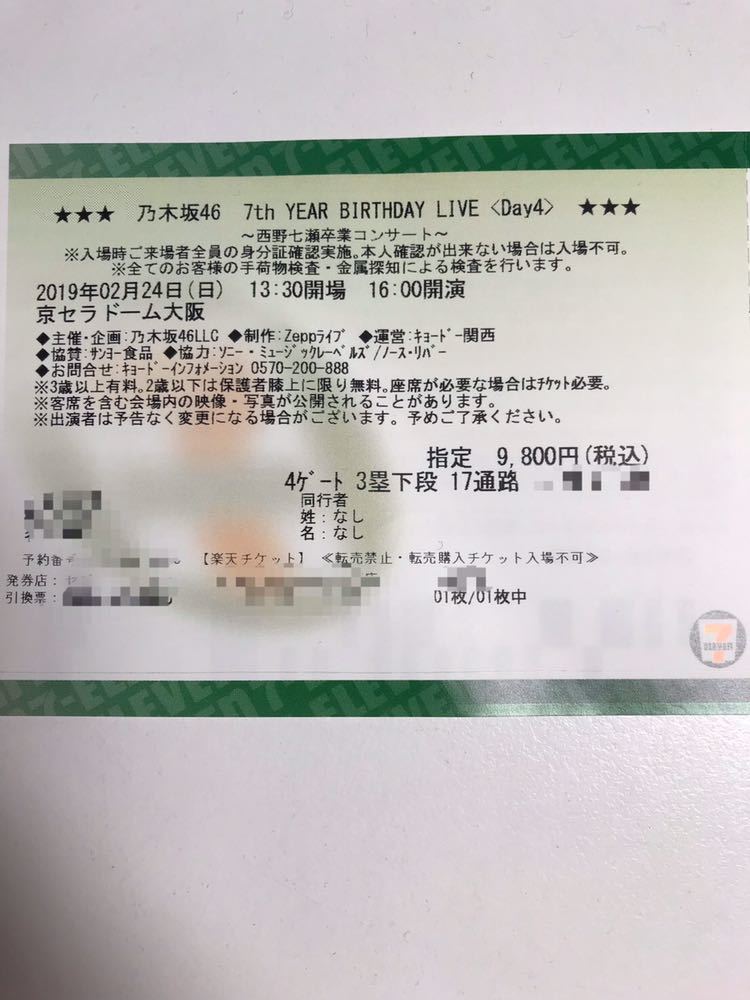 7-ELEVEN 7-ELEVEN
★★★ 乃木坂46 7th YEAR BIRTHDAY LIVE <Day4> ★★★
～西野七瀬卒業コンサート～
※入場時ご来場者全員の身分証確認実施。本人確認が出来ない場合は入場不可。
※全てのお客様の手荷物検査・金属探知による検査を行います。
2019年02月24日(日) 13:30開場 16:00開演
京セラドーム大阪
◆主催・企画:乃木坂46LLC ◆制作:Zeppライブ ◆運営:キョードー関西
◆協賛:サンヨー食品 ◆協力:ソニー・ミュージックレーベルズ/ノース・リバー
◆お問合せ:キョードーインフォメーション 0570-200-888
※3歳以上有料。2歳以下は保護者膝上に限り無料。座席が必要な場合はチケット必要。
※客席を含む会場内の映像・写真が公開されることがあります。
※出演者は予告なく変更になる場合がございます。予めご了承ください。
指定 9,800円(税込)
4ゲート 3塁下段 17通路
同行者
姓:なし
名:なし
予約番 【楽天チケット】 ≪転売禁止・転売購入チケット入場不可≫
発券店:
引換票: 01枚/01枚中
7 ELEVEN
7-ELEVEN 7-ELEVEN